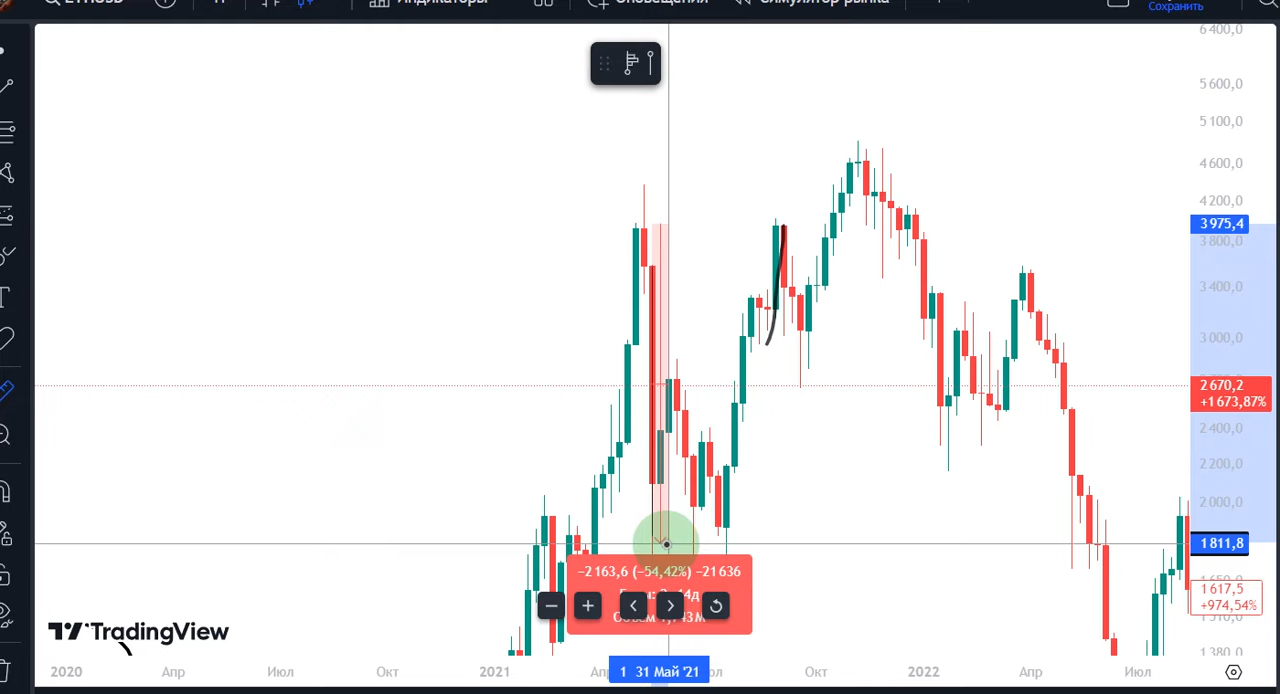 ETHUSD
Индикаторы
Оповещения
Симулятор рынка
Сохранить
6 400,0
5 600,0
5 100,0
4 600,0
4 200,0
3 975,4
3 800,0
3 400,0
3 000,0
2 670,2
+1 673,87%
2 400,0
2 200,0
2 000,0
1 811,8
1 617,5
+974,54%
1 380,0
−2 163,6 (−54,42%) −21 636
TradingView
2020
Апр
Июл
Окт
2021
31 Май '21
Окт
2022
Апр
Июл